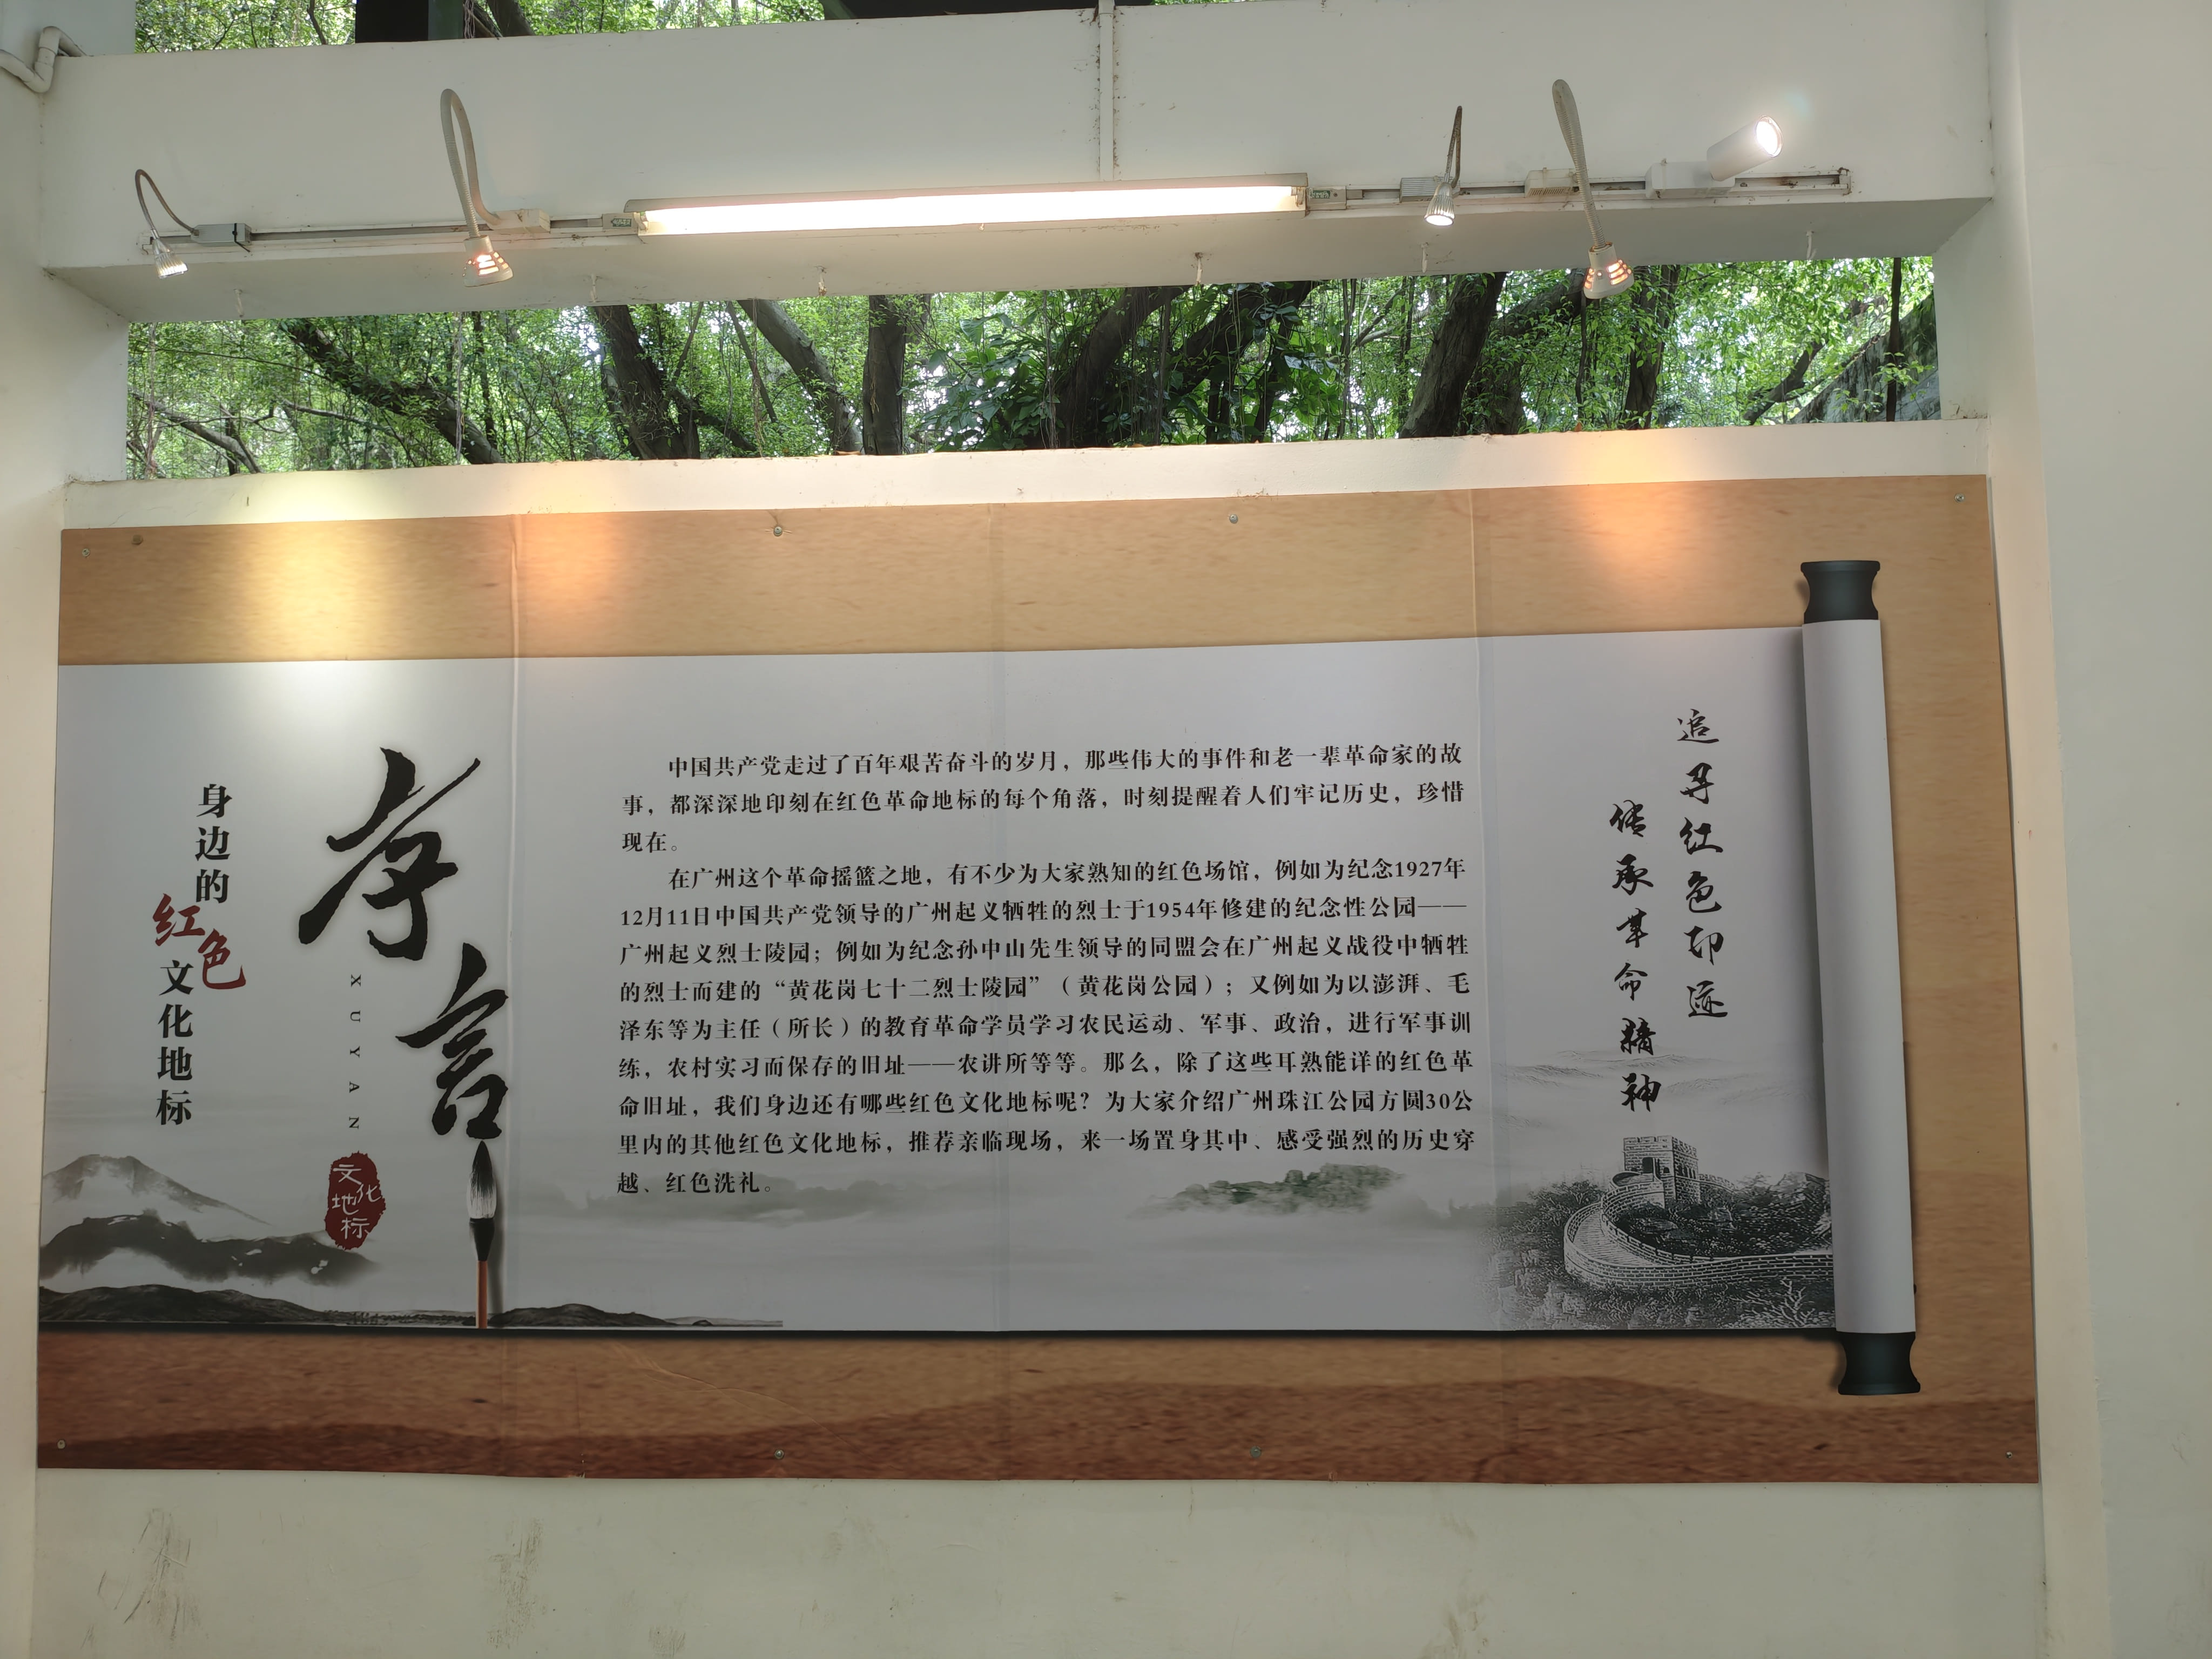 身边的
红色
文化地标
序言
XUYAN
文化
地标
中国共产党走过了百年艰苦奋斗的岁月，那些伟大的事件和老一辈革命家的故
事，都深深地印刻在红色革命地标的每个角落，时刻提醒着人们牢记历史，珍惜
现在。
在广州这个革命摇篮之地，有不少为大家熟知的红色场馆，例如为纪念1927年
12月11日中国共产党领导的广州起义牺牲的烈士于1954年修建的纪念性公园——
广州起义烈士陵园；例如为纪念孙中山先生领导的同盟会在广州起义战役中牺牲
的烈士而建的“黄花岗七十二烈士陵园”（黄花岗公园）；又例如为以澎湃、毛
泽东等为主任（所长）的教育革命学员学习农民运动、军事、政治，进行军事训
练，农村实习而保存的旧址——农讲所等等。那么，除了这些耳熟能详的红色革
命旧址，我们身边还有哪些红色文化地标呢？为大家介绍广州珠江公园方圆30公
里内的其他红色文化地标，推荐亲临现场，来一场置身其中、感受强烈的历史穿
越、红色洗礼。
追寻红色印迹
传承革命精神